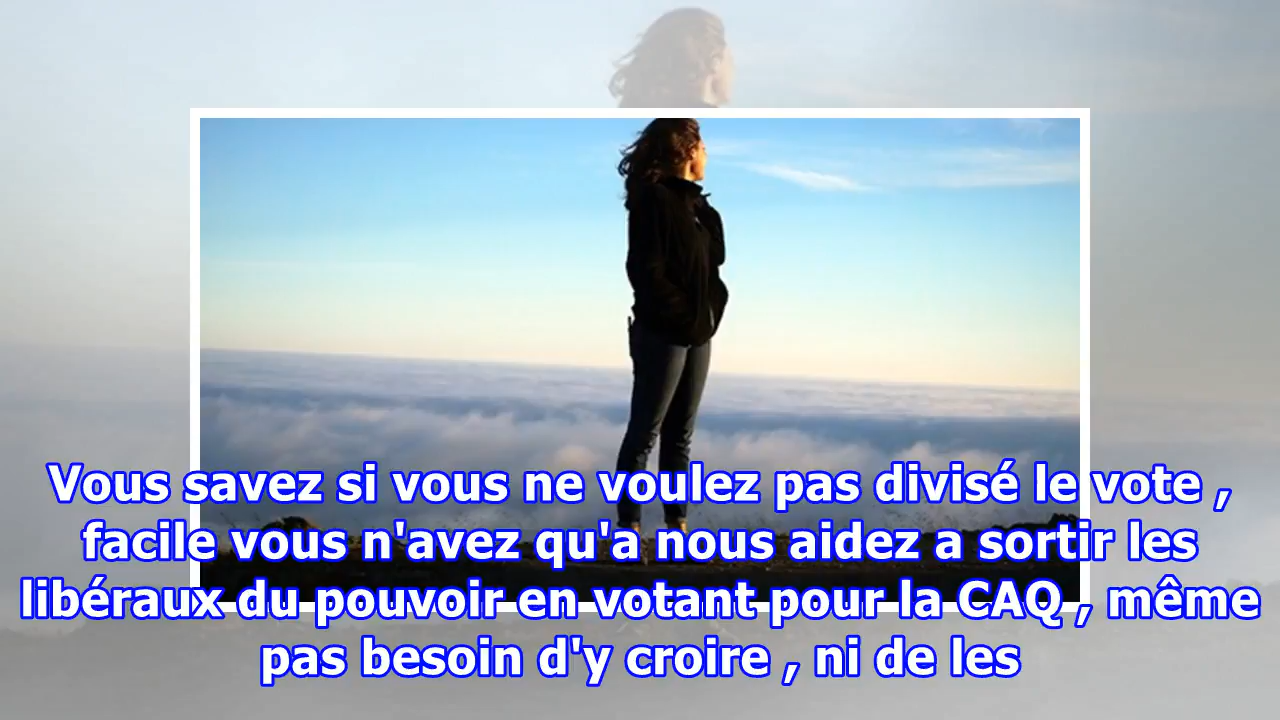 Vous savez si vous ne voulez pas divisé le vote ,
facile vous n'avez qu'a nous aidez a sortir les
libéraux du pouvoir en votant pour la CAQ , même
pas besoin d'y croire , ni de les